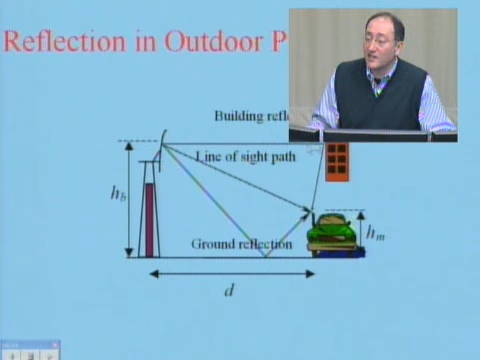 Reflection in Outdoor P
Building refle
Line of sight path
h_b
Ground reflection
h_m
d